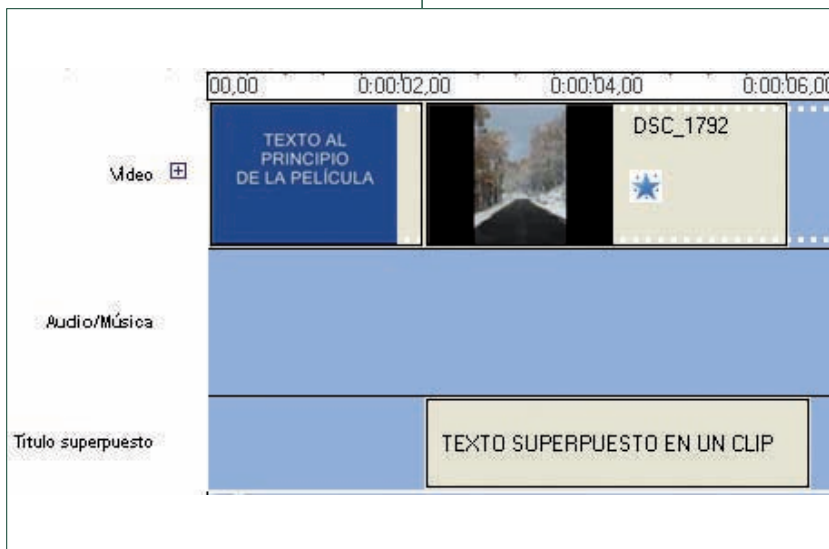 00,00 0:00:02,00 0:00:04,00 0:00:06,00
Vídeo
TEXTO AL
PRINCIPIO
DE LA PELÍCULA
DSC_1792
Audio/Música
Título superpuesto
TEXTO SUPERPUESTO EN UN CLIP